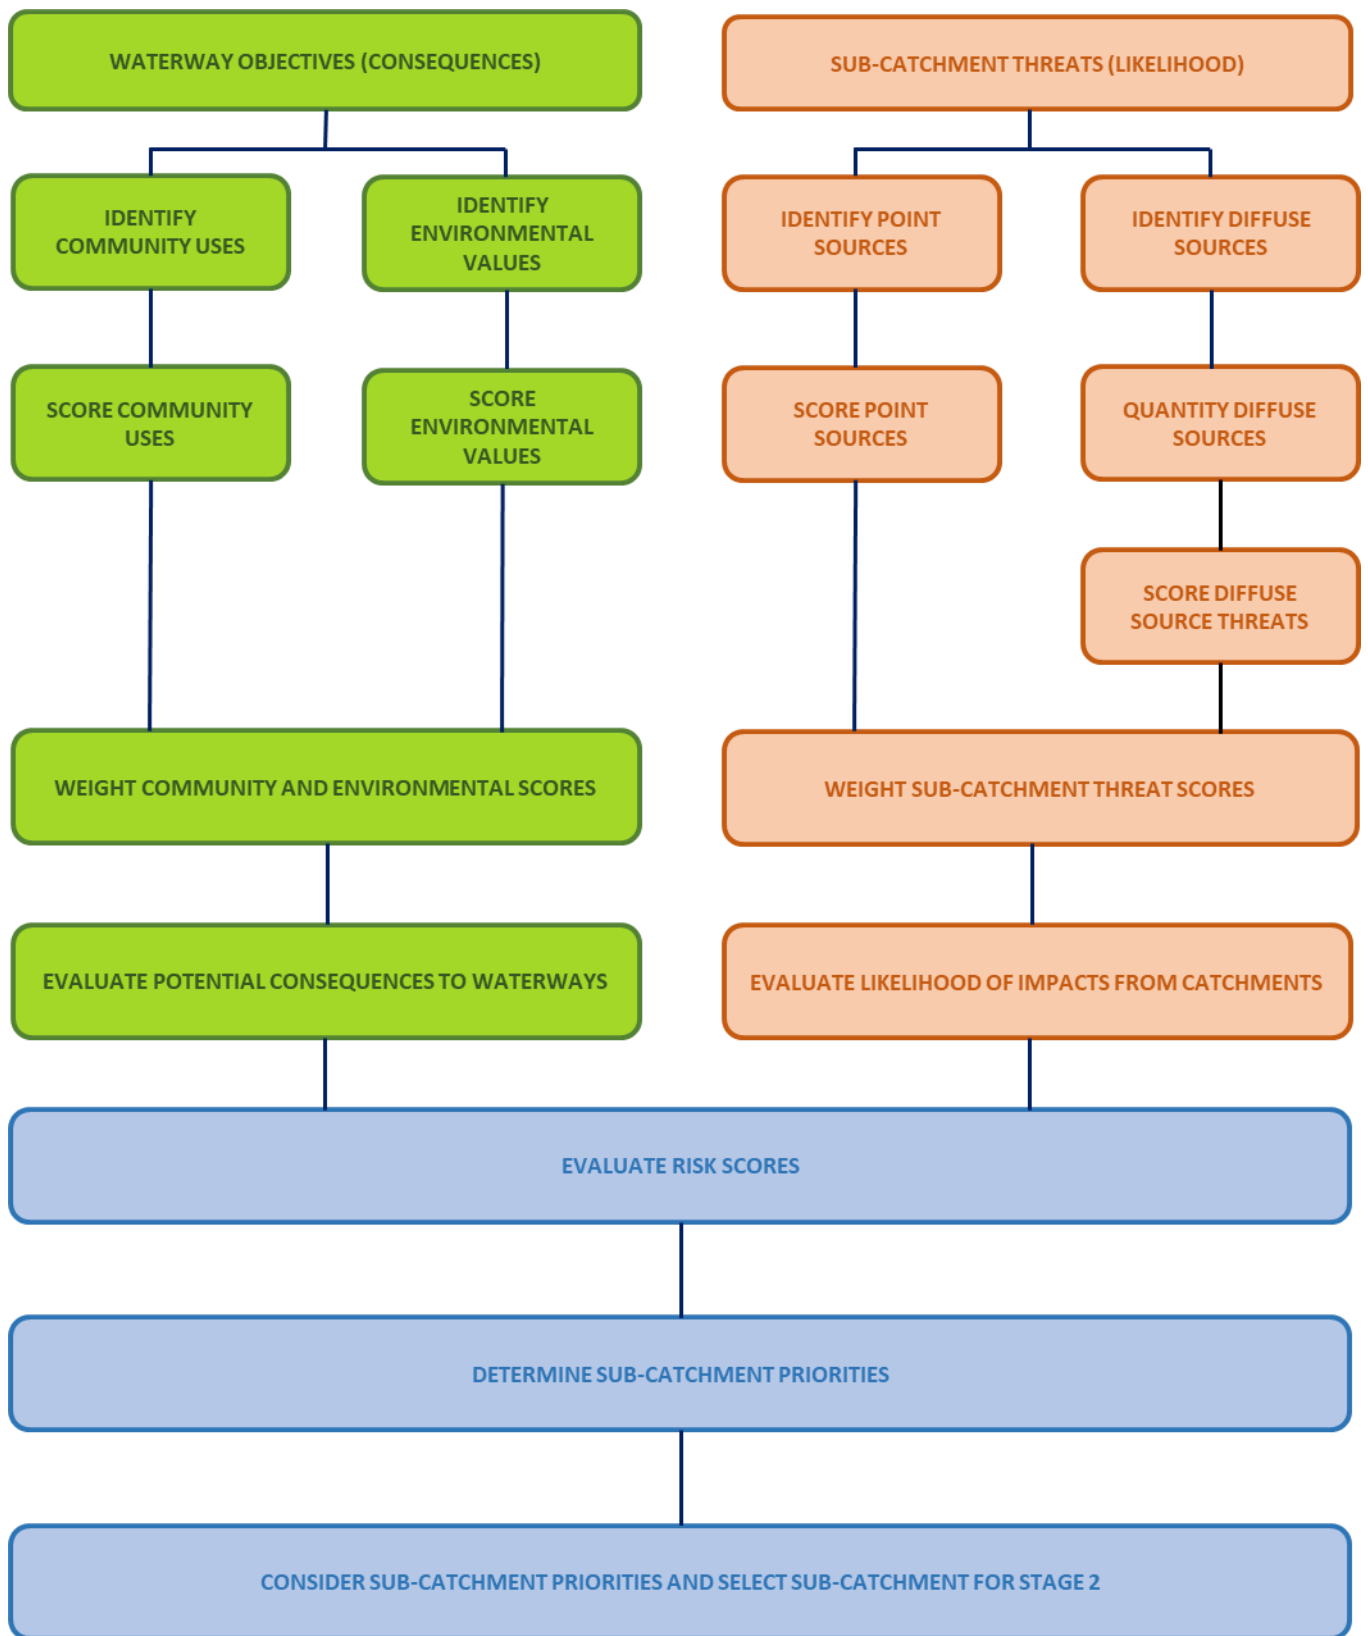 WATERWAY OBJECTIVES (CONSEQUENCES)
SUB-CATCHMENT THREATS (LIKELIHOOD)
IDENTIFY
COMMUNITY USES
IDENTIFY
ENVIRONMENTAL
VALUES
IDENTIFY POINT
SOURCES
IDENTIFY DIFFUSE
SOURCES
SCORE COMMUNITY
USES
SCORE
ENVIRONMENTAL
VALUES
SCORE POINT
SOURCES
QUANTITY DIFFUSE
SOURCES
SCORE DIFFUSE
SOURCE THREATS
WEIGHT COMMUNITY AND ENVIRONMENTAL SCORES
WEIGHT SUB-CATCHMENT THREAT SCORES
EVALUATE POTENTIAL CONSEQUENCES TO WATERWAYS
EVALUATE LIKELIHOOD OF IMPACTS FROM CATCHMENTS
EVALUATE RISK SCORES
DETERMINE SUB-CATCHMENT PRIORITIES
CONSIDER SUB-CATCHMENT PRIORITIES AND SELECT SUB-CATCHMENT FOR STAGE 2